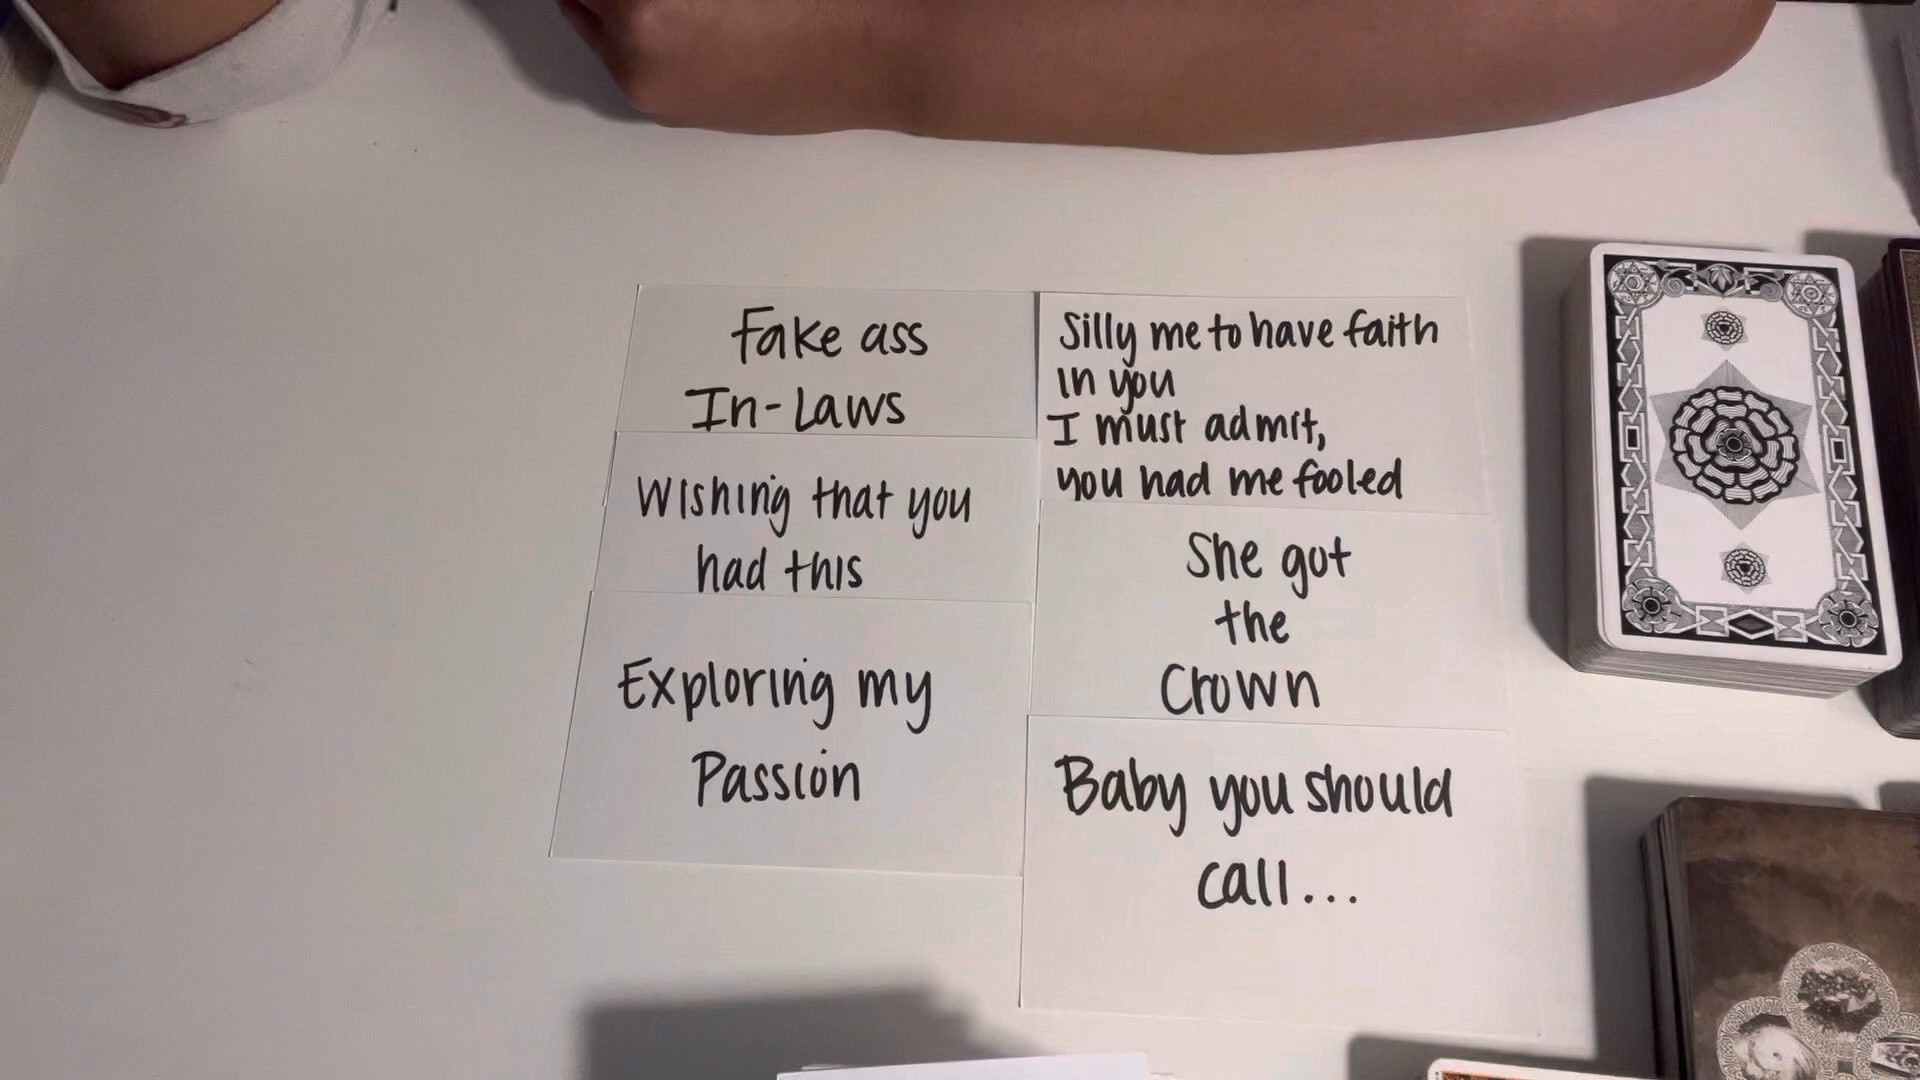 Fake ass
In-Laws
Wishing that you
had this
Exploring my
Passion
Silly me to have faith
in you
I must admit,
you had me fooled
She got
the
Crown
Baby you should
call...